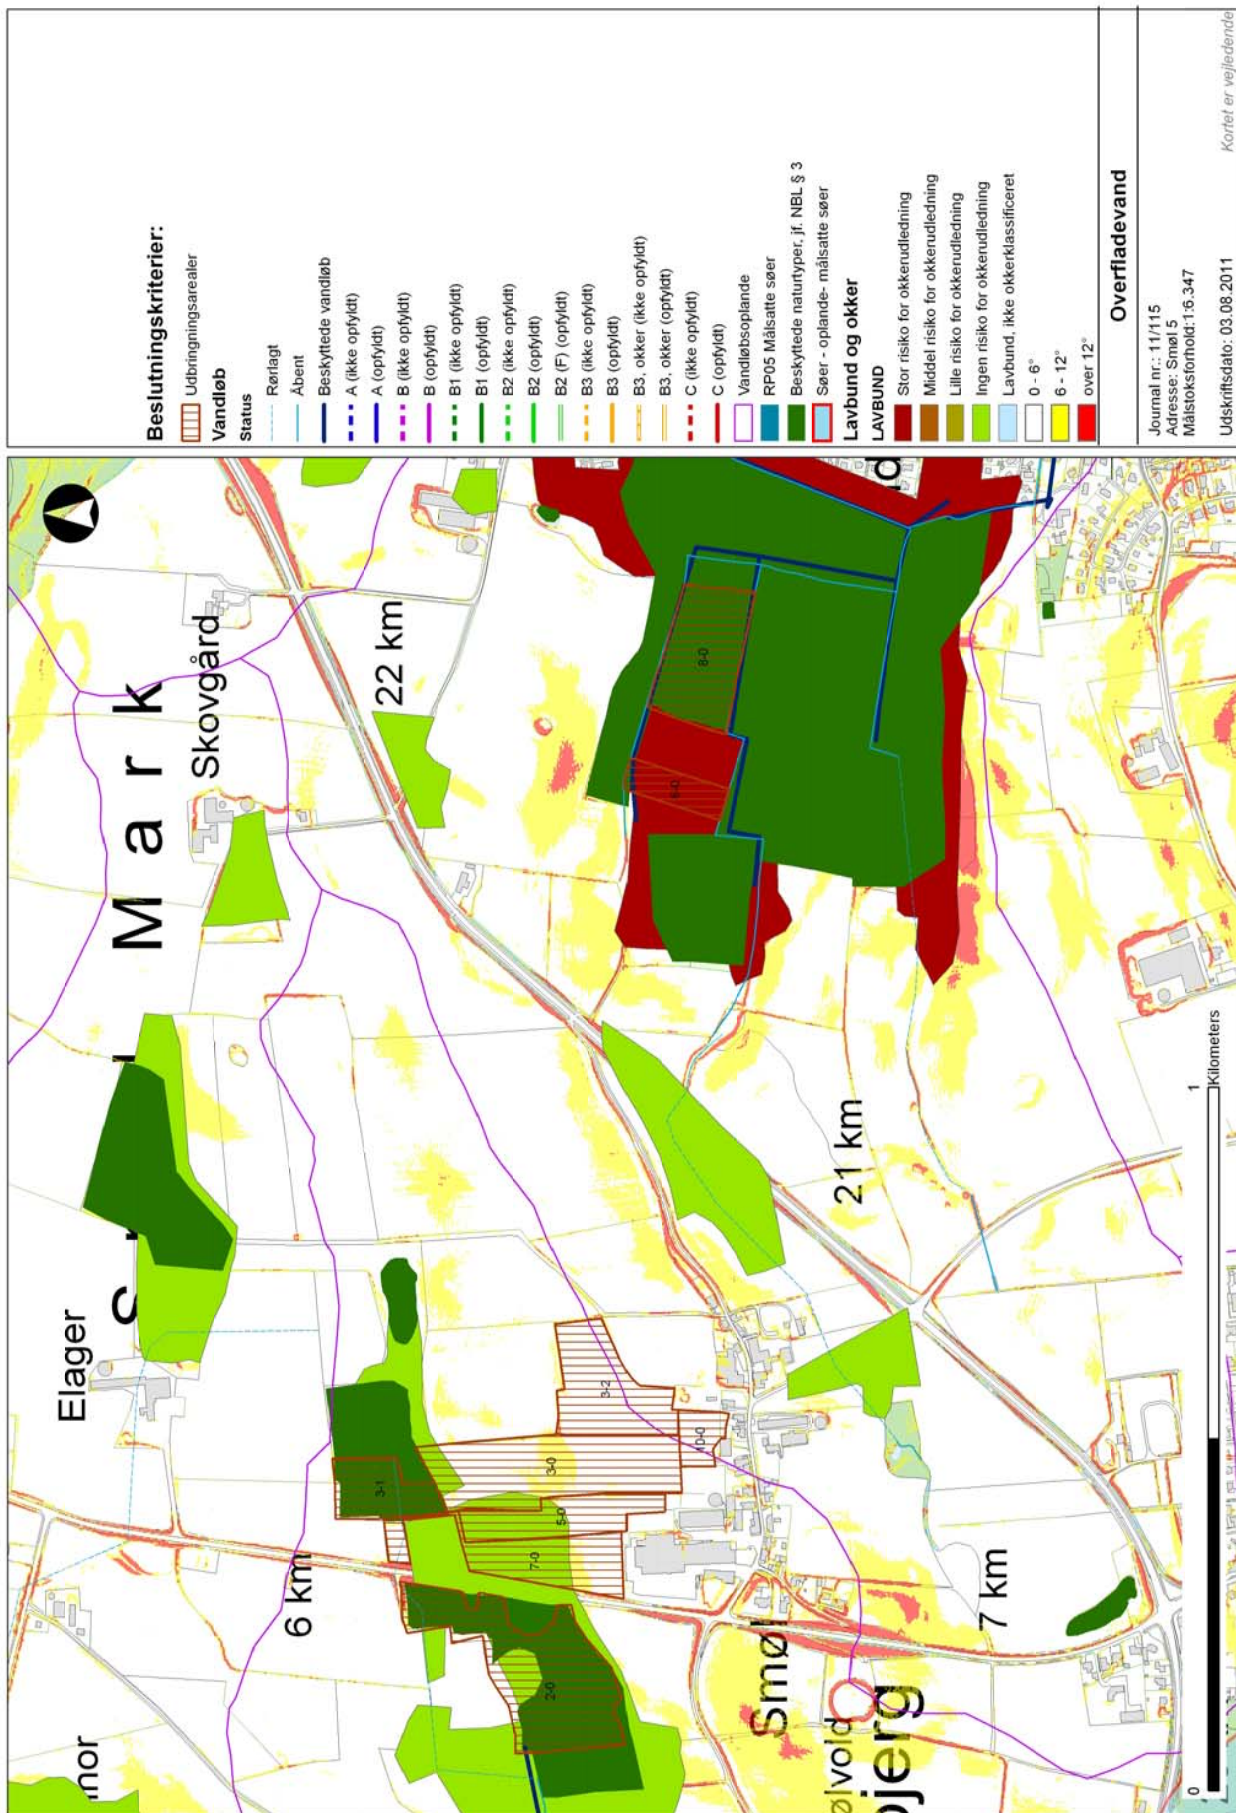 Beslutningskriterier:
Udbringningsarealer
Vandløb
Status
Rørlagt
Åbent
Beskyttede vandløb
A (ikke opfyldt)
A (opfyldt)
B (ikke opfyldt)
B (opfyldt)
B1 (ikke opfyldt)
B1 (opfyldt)
B2 (ikke opfyldt)
B2 (opfyldt)
B2 (F) (opfyldt)
B3 (ikke opfyldt)
B3 (opfyldt)
B3, okker (ikke opfyldt)
B3, okker (opfyldt)
C (ikke opfyldt)
C (opfyldt)
Vandløbsoplande
RP05 Målsatte søer
Beskyttede naturtyper, jf. NBL § 3
Søer - oplande- målsatte søer
Lavbund og okker
LAVBUND
Stor risiko for okkerudledning
Middel risiko for okkerudledning
Lille risiko for okkerudledning
Ingen risiko for okkerudledning
Lavbund, ikke okkerklassificeret
0 - 6°
6 - 12°
over 12°
Overfladevand
Journal nr.: 11/115
Adresse: Smøl 5
Målstoksforhold:1:6.347
Udskriftsdato: 03.08.2011
Kortet er vejledende
Elager
Mark
Skovgård
22 km
6 km
3-1
3-2
3-0
10-0
5-0
7-0
2-0
8-0
21 km
7 km
Smøl
ølvold
bjerg
0
1
Kilometers